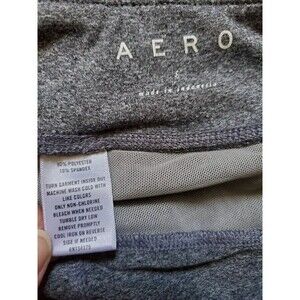 AERO
made in indonesia
90% POLYESTER
10% SPANDEX
TURN GARMENT INSIDE OUT
MACHINE WASH COLD WITH
LIKE COLORS
ONLY NON-CHLORINE
BLEACH WHEN NEEDED
TUMBLE DRY LOW
REMOVE PROMPTLY
COOL IRON ON REVERSE
SIDE IF NEEDED